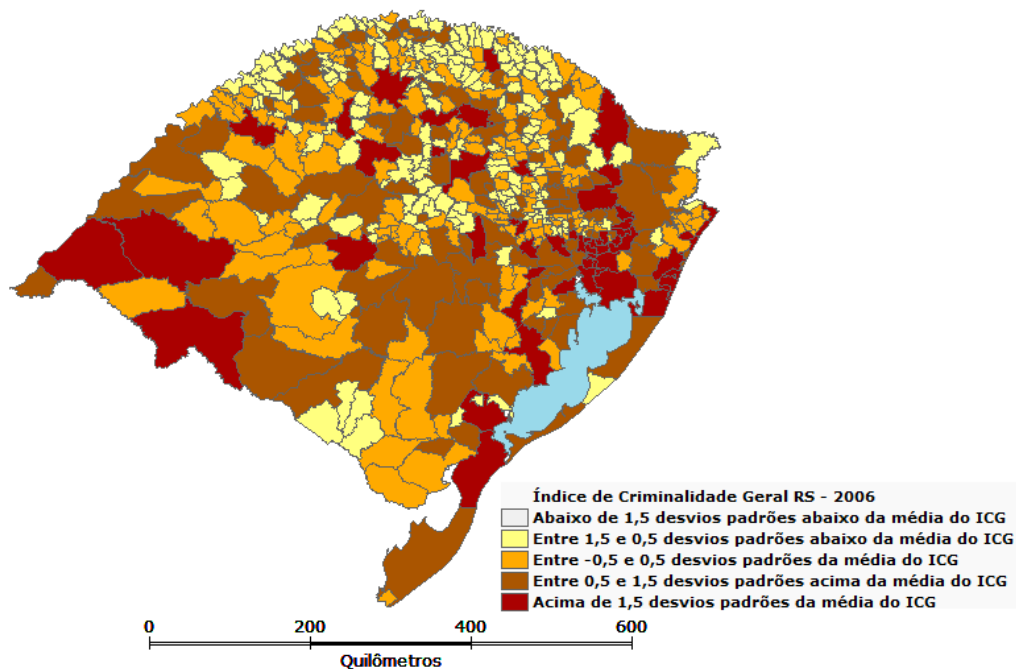 Índice de Criminalidade Geral RS - 2006
Abaixo de 1,5 desvios padrões abaixo da média do ICG
Entre 1,5 e 0,5 desvios padrões abaixo da média do ICG
Entre -0,5 e 0,5 desvios padrões da média do ICG
Entre 0,5 e 1,5 desvios padrões acima da média do ICG
Acima de 1,5 desvios padrões da média do ICG
0 200 400 600
Quilômetros